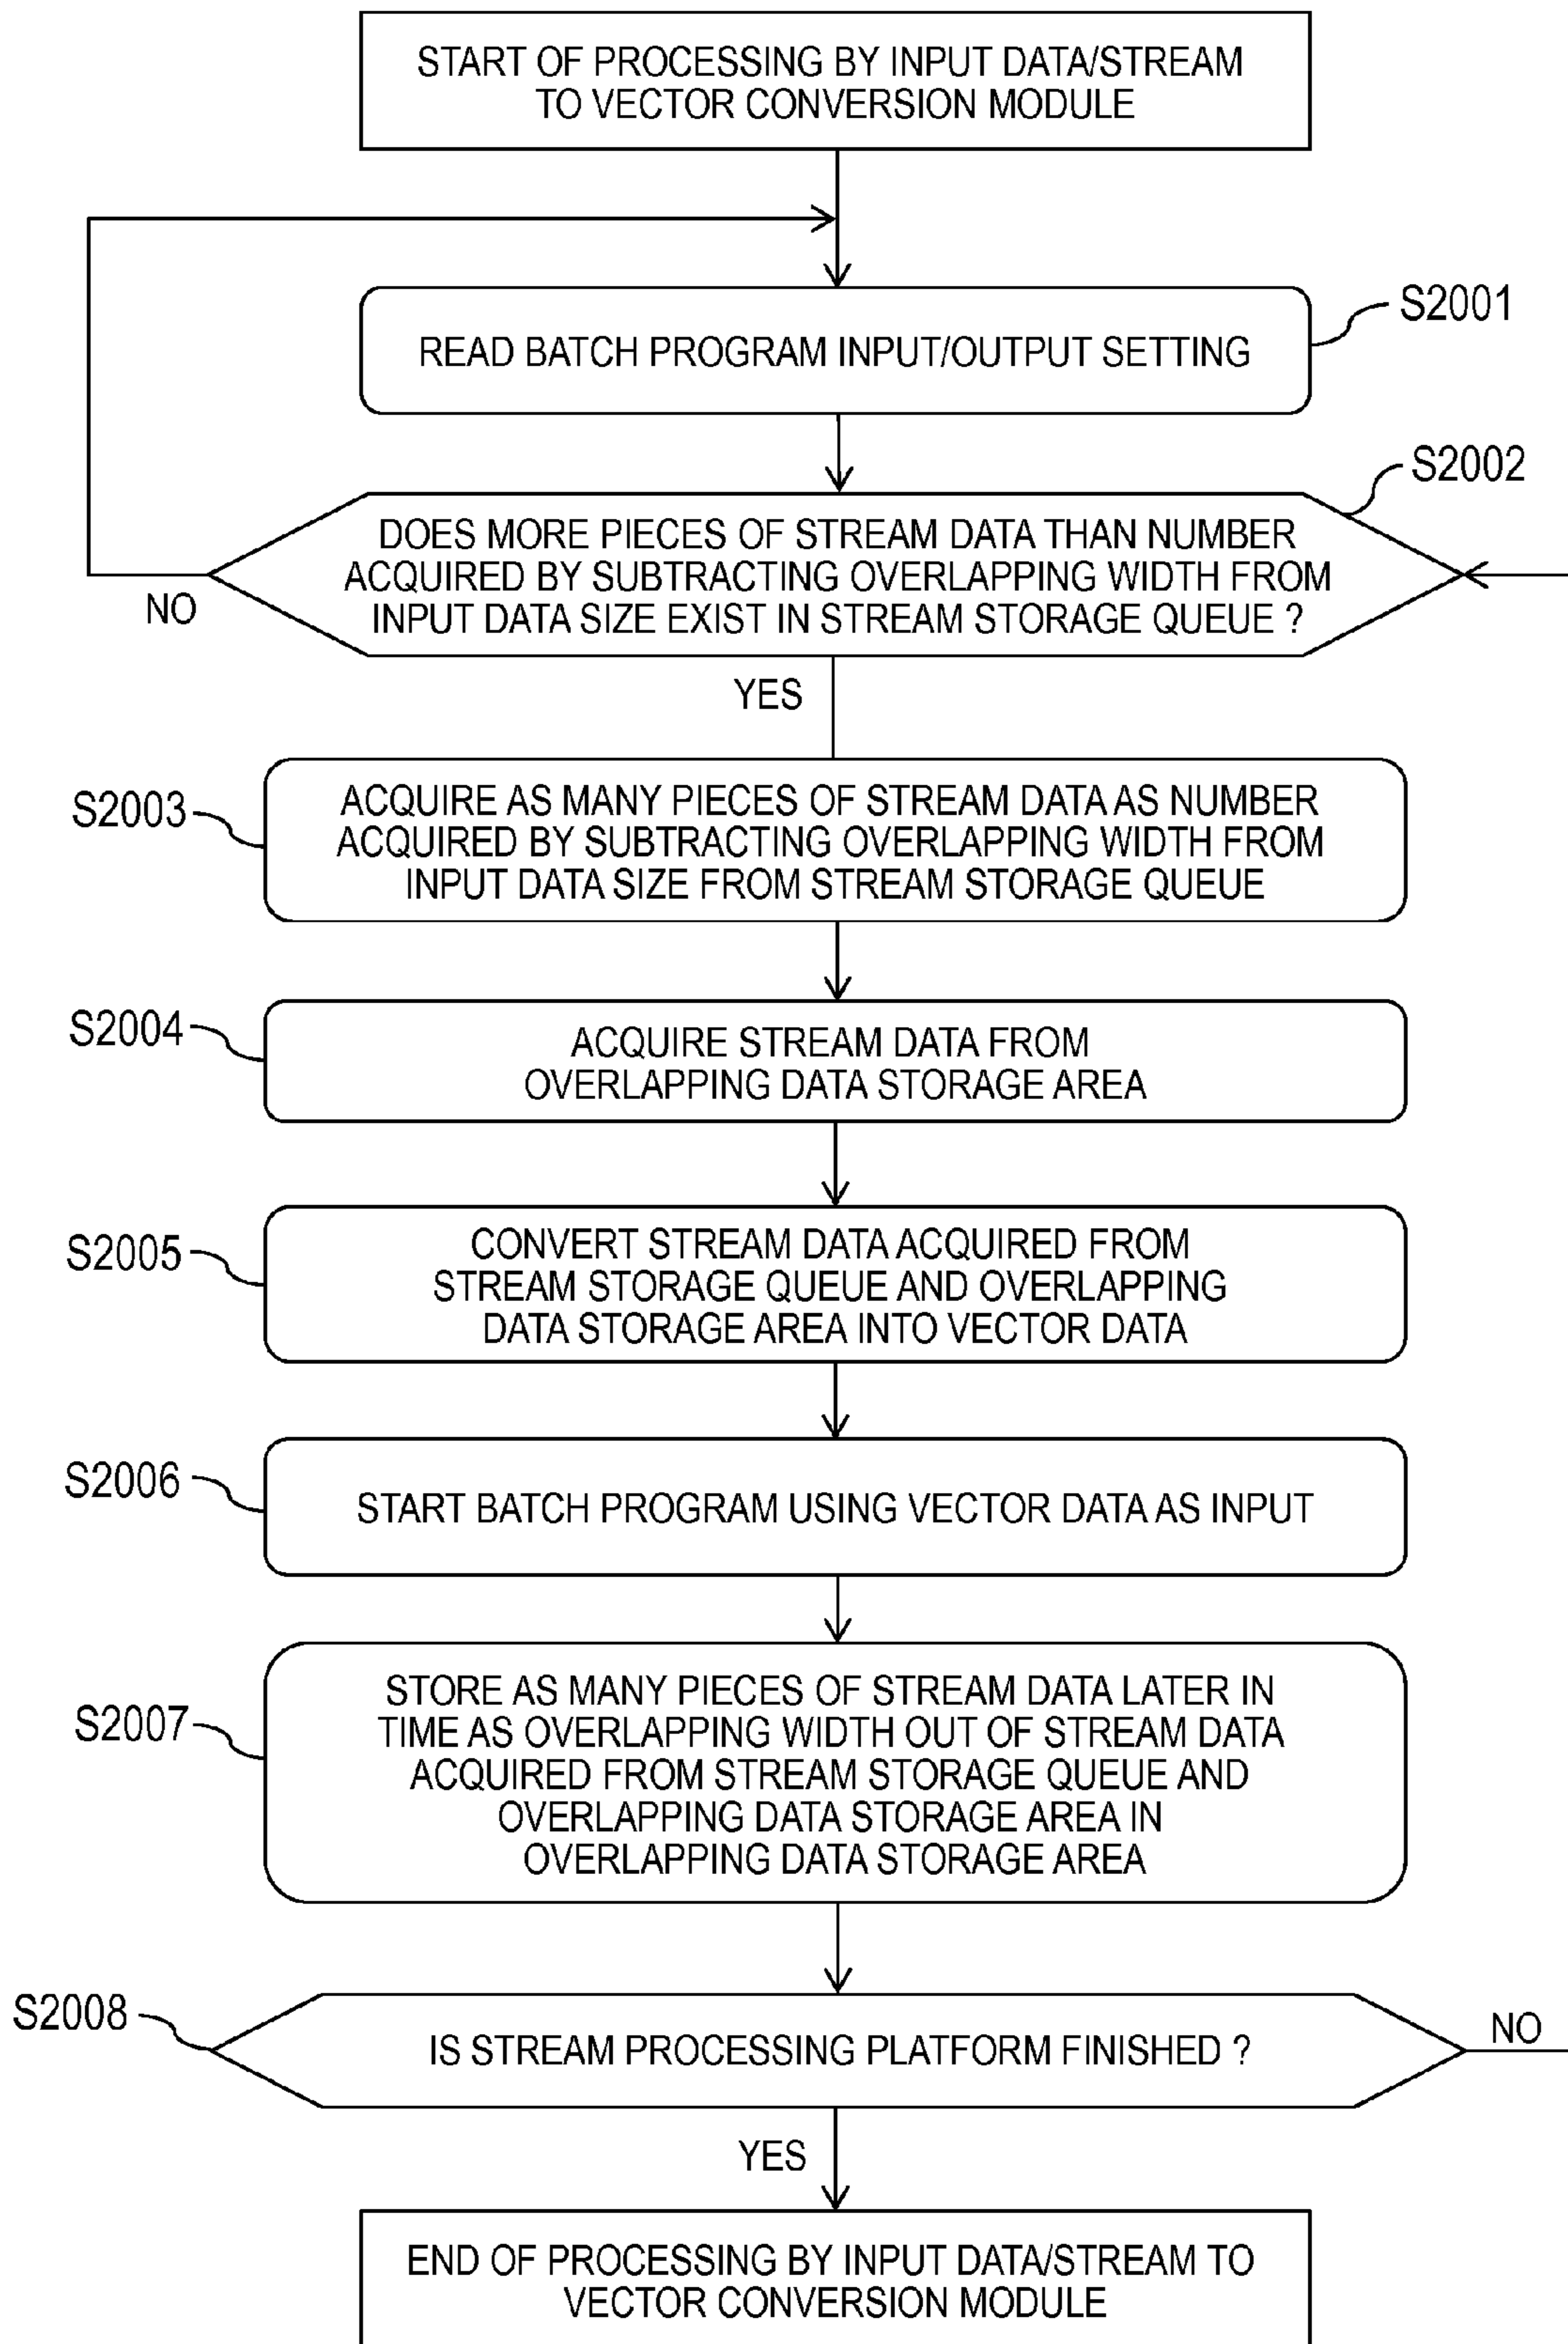 START OF PROCESSING BY INPUT DATA/STREAM
TO VECTOR CONVERSION MODULE
S2001
READ BATCH PROGRAM INPUT/OUTPUT SETTING
S2002
DOES MORE PIECES OF STREAM DATA THAN NUMBER
ACQUIRED BY SUBTRACTING OVERLAPPING WIDTH FROM
INPUT DATA SIZE EXIST IN STREAM STORAGE QUEUE ?
NO
YES
S2003
ACQUIRE AS MANY PIECES OF STREAM DATA AS NUMBER
ACQUIRED BY SUBTRACTING OVERLAPPING WIDTH FROM
INPUT DATA SIZE FROM STREAM STORAGE QUEUE
S2004
ACQUIRE STREAM DATA FROM
OVERLAPPING DATA STORAGE AREA
S2005
CONVERT STREAM DATA ACQUIRED FROM
STREAM STORAGE QUEUE AND OVERLAPPING
DATA STORAGE AREA INTO VECTOR DATA
S2006
START BATCH PROGRAM USING VECTOR DATA AS INPUT
S2007
STORE AS MANY PIECES OF STREAM DATA LATER IN
TIME AS OVERLAPPING WIDTH OUT OF STREAM DATA
ACQUIRED FROM STREAM STORAGE QUEUE AND
OVERLAPPING DATA STORAGE AREA IN
OVERLAPPING DATA STORAGE AREA
S2008
IS STREAM PROCESSING PLATFORM FINISHED ?
NO
YES
END OF PROCESSING BY INPUT DATA/STREAM TO
VECTOR CONVERSION MODULE